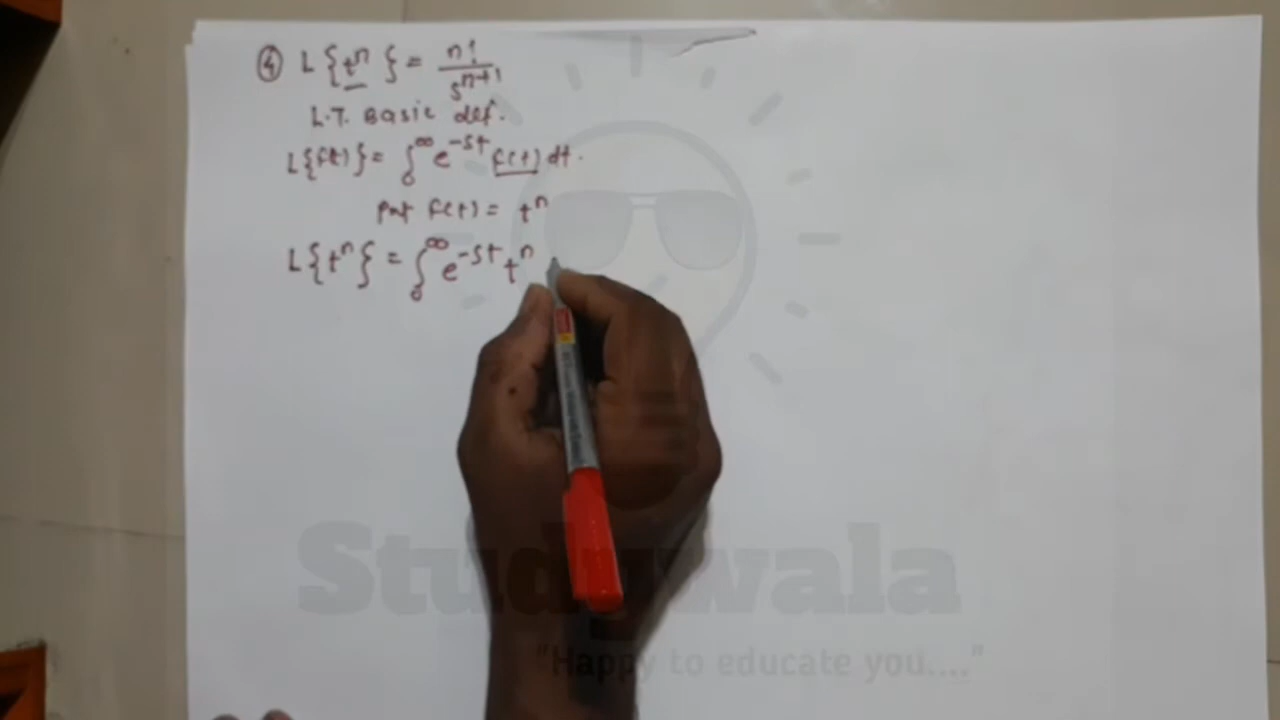 ④ L{tⁿ} = n!/sⁿ⁺¹
L.T. Basic def.
L{f(t)} = ∫₀^∞ e^-st f(t) dt.
put f(t) = tⁿ
L{tⁿ} = ∫₀^∞ e^-st tⁿ
Studywala
"Happy to educate you...."